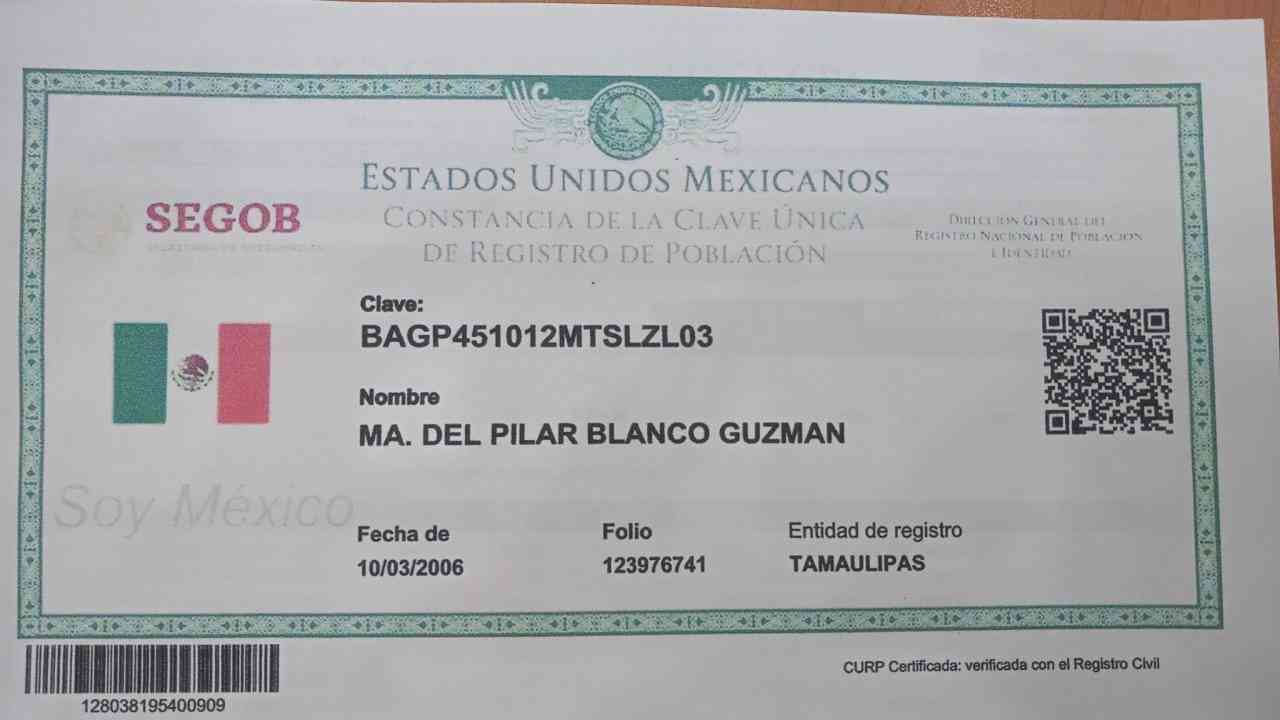 ESTADOS UNIDOS MEXICANOS
SEGOB
CONSTANCIA DE LA CLAVE ÚNICA
DE REGISTRO DE POBLACIÓN
DIRECCIÓN GENERAL DEL
REGISTRO NACIONAL DE POBLACIÓN
E IDENTIDAD
Clave:
BAGP451012MTSLZL03
Nombre
MA. DEL PILAR BLANCO GUZMAN
Soy México
Fecha de
10/03/2006
Folio
123976741
Entidad de registro
TAMAULIPAS
128038195400909
CURP Certificada: verificada con el Registro Civil